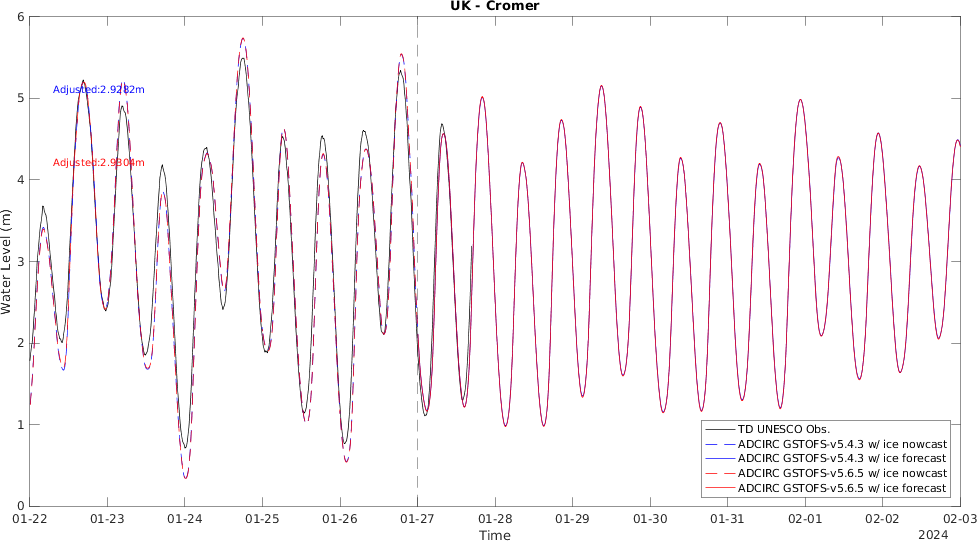 UK - Cromer
6
5
4
3
2
1
0
Water Level (m)
Adjusted:2.9282m
Adjusted:2.9304m
TD UNESCO Obs.
ADCIRC GSTOFS-v5.4.3 w/ ice nowcast
ADCIRC GSTOFS-v5.4.3 w/ ice forecast
ADCIRC GSTOFS-v5.6.5 w/ ice nowcast
ADCIRC GSTOFS-v5.6.5 w/ ice forecast
01-22 01-23 01-24 01-25 01-26 01-27 01-28 01-29 01-30 01-31 02-01 02-02 02-03
Time
2024